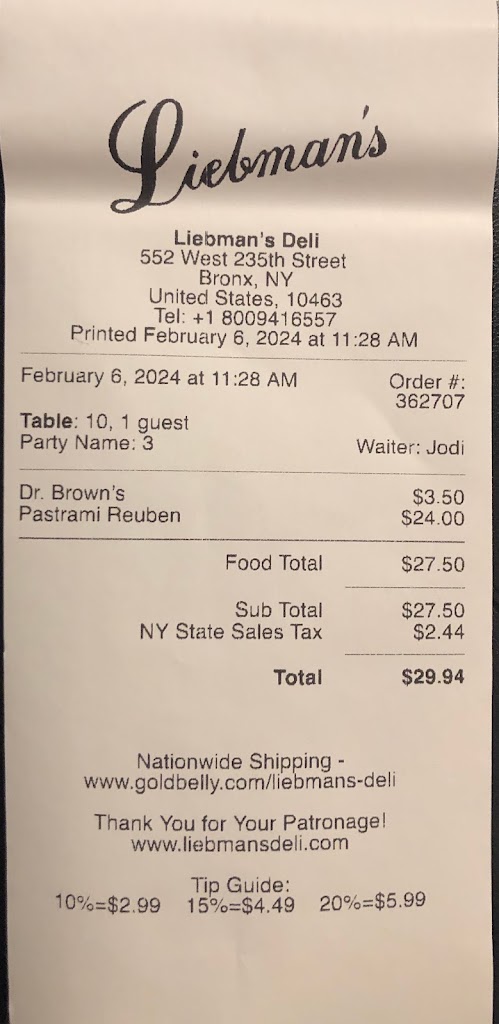 Liebman's
Liebman's Deli
552 West 235th Street
Bronx, NY
United States, 10463
Tel: +1 8009416557
Printed February 6, 2024 at 11:28 AM
February 6, 2024 at 11:28 AM Order #:
362707
Table: 10, 1 guest
Party Name: 3 Waiter: Jodi
Dr. Brown's $3.50
Pastrami Reuben $24.00
Food Total $27.50
Sub Total $27.50
NY State Sales Tax $2.44
Total $29.94
Nationwide Shipping -
www.goldbelly.com/liebmans-deli
Thank You for Your Patronage!
www.liebmansdeli.com
Tip Guide:
10%=$2.99 15%=$4.49 20%=$5.99